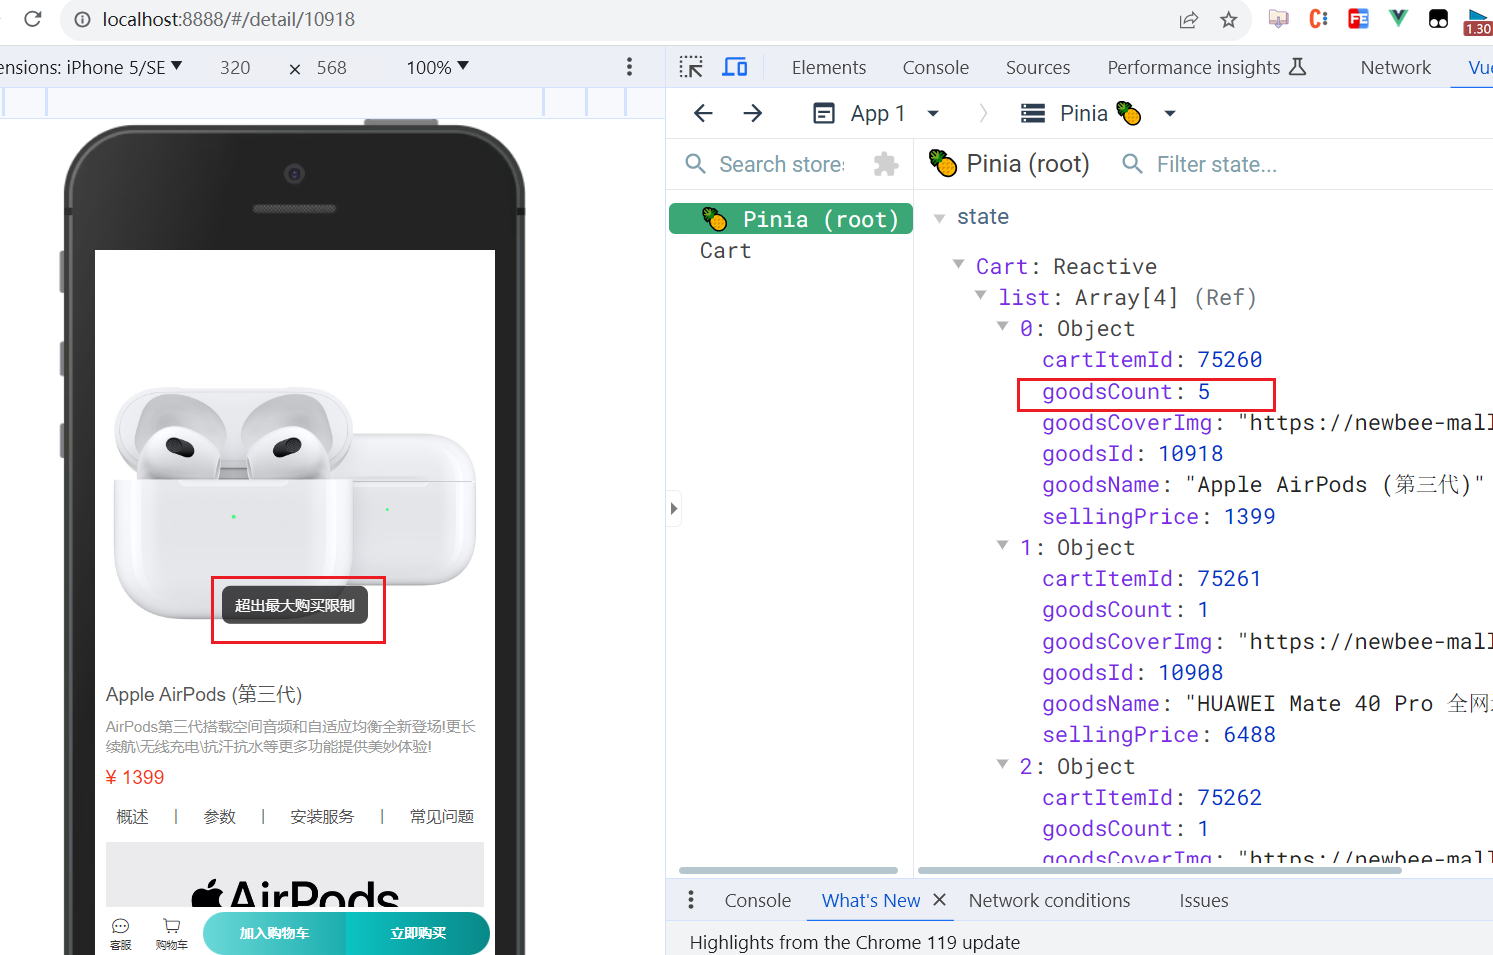 localhost:8888/#/detail/10918
1.30
ensions: iPhone 5/SE ▼ 320 × 568 100% ▼
Elements Console Sources Performance insights Network Vue
App 1 Pinia 🍍
Search stores
🍍 Pinia (root) Filter state...
🍍 Pinia (root)
Cart
state
Cart: Reactive
list: Array[4] (Ref)
0: Object
cartItemId: 75260
goodsCount: 5
goodsCoverImg: "https://newbee-mall
goodsId: 10918
goodsName: "Apple AirPods (第三代)"
sellingPrice: 1399
1: Object
cartItemId: 75261
goodsCount: 1
goodsCoverImg: "https://newbee-mall
goodsId: 10908
goodsName: "HUAWEI Mate 40 Pro 全网
sellingPrice: 6488
2: Object
cartItemId: 75262
goodsCount: 1
goodsCoverImg: "https://newbee-mall
超出最大购买限制
Apple AirPods (第三代)
AirPods第三代搭载空间音频和自适应均衡全新登场!更长
续航\无线充电\抗汗抗水等更多功能提供美妙体验!
¥ 1399
概述 | 参数 | 安装服务 | 常见问题
AirPods
客服 购物车 加入购物车 立即购买
Console What's New × Network conditions Issues
Highlights from the Chrome 119 update